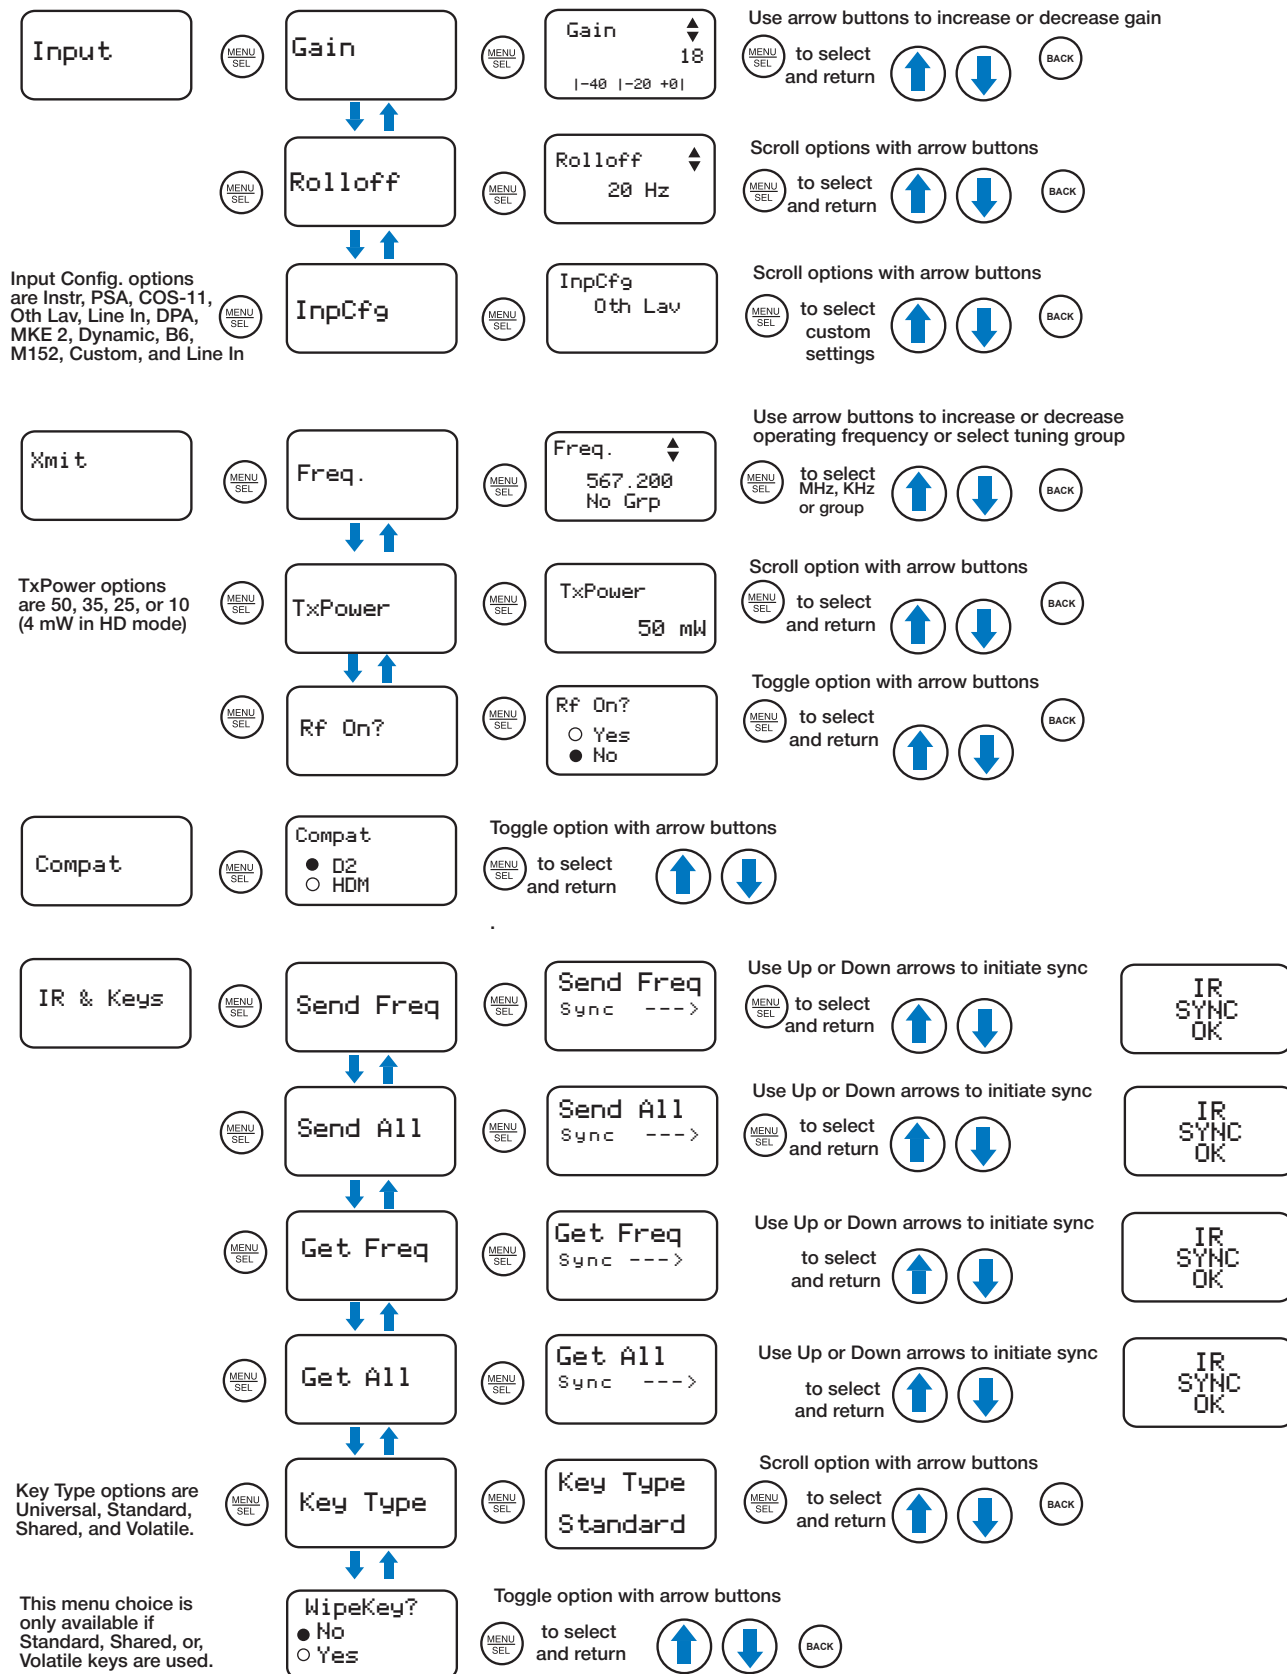 Input
MENU
SEL
Gain
MENU
SEL
Gain
18
|-40 |-20 +0|
Use arrow buttons to increase or decrease gain
MENU
SEL
to select
and return
BACK
MENU
SEL
Rolloff
MENU
SEL
Rolloff
20 Hz
Scroll options with arrow buttons
MENU
SEL
to select
and return
BACK
Input Config. options
are Instr, PSA, COS-11,
Oth Lav, Line In, DPA,
MKE 2, Dynamic, B6,
M152, Custom, and Line In
MENU
SEL
InpCfg
MENU
SEL
InpCfg
Oth Lav
Scroll options with arrow buttons
MENU
SEL
to select
custom
settings
BACK
Xmit
MENU
SEL
Freq.
MENU
SEL
Freq.
567.200
No Grp
Use arrow buttons to increase or decrease
operating frequency or select tuning group
MENU
SEL
to select
MHz, KHz
or group
BACK
TxPower options
are 50, 35, 25, or 10
(4 mW in HD mode)
MENU
SEL
TxPower
MENU
SEL
TxPower
50 mW
Scroll option with arrow buttons
MENU
SEL
to select
and return
BACK
MENU
SEL
Rf On?
MENU
SEL
Rf On?
Yes
No
Toggle option with arrow buttons
MENU
SEL
to select
and return
BACK
Compat
MENU
SEL
Compat
D2
HDM
Toggle option with arrow buttons
MENU
SEL
to select
and return
.
IR & Keys
MENU
SEL
Send Freq
MENU
SEL
Send Freq
Sync --->
Use Up or Down arrows to initiate sync
MENU
SEL
to select
and return
IR
SYNC
OK
MENU
SEL
Send All
MENU
SEL
Send All
Sync --->
Use Up or Down arrows to initiate sync
MENU
SEL
to select
and return
IR
SYNC
OK
MENU
SEL
Get Freq
MENU
SEL
Get Freq
Sync --->
Use Up or Down arrows to initiate sync
to select
and return
IR
SYNC
OK
MENU
SEL
Get All
MENU
SEL
Get All
Sync --->
Use Up or Down arrows to initiate sync
to select
and return
IR
SYNC
OK
Key Type options are
Universal, Standard,
Shared, and Volatile.
MENU
SEL
Key Type
MENU
SEL
Key Type
Standard
Scroll option with arrow buttons
MENU
SEL
to select
and return
BACK
This menu choice is
only available if
Standard, Shared, or,
Volatile keys are used.
WipeKey?
No
Yes
Toggle option with arrow buttons
MENU
SEL
to select
and return
BACK